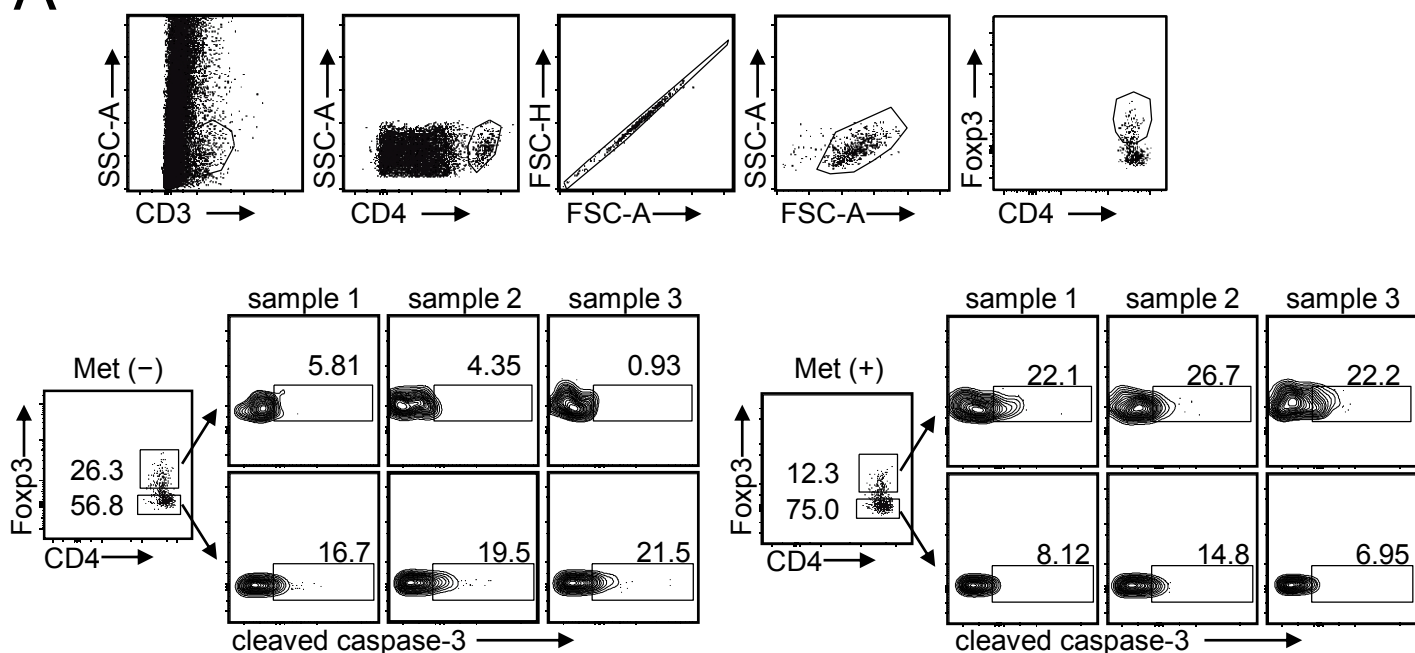 A
SSC-A
CD3
SSC-A
CD4
FSC-H
FSC-A
SSC-A
FSC-A
Foxp3
CD4
sample 1
sample 2
sample 3
Met (−)
5.81
4.35
0.93
Foxp3
26.3
56.8
CD4
16.7
19.5
21.5
cleaved caspase-3
sample 1
sample 2
sample 3
Met (+)
22.1
26.7
22.2
Foxp3
12.3
75.0
CD4
8.12
14.8
6.95
cleaved caspase-3